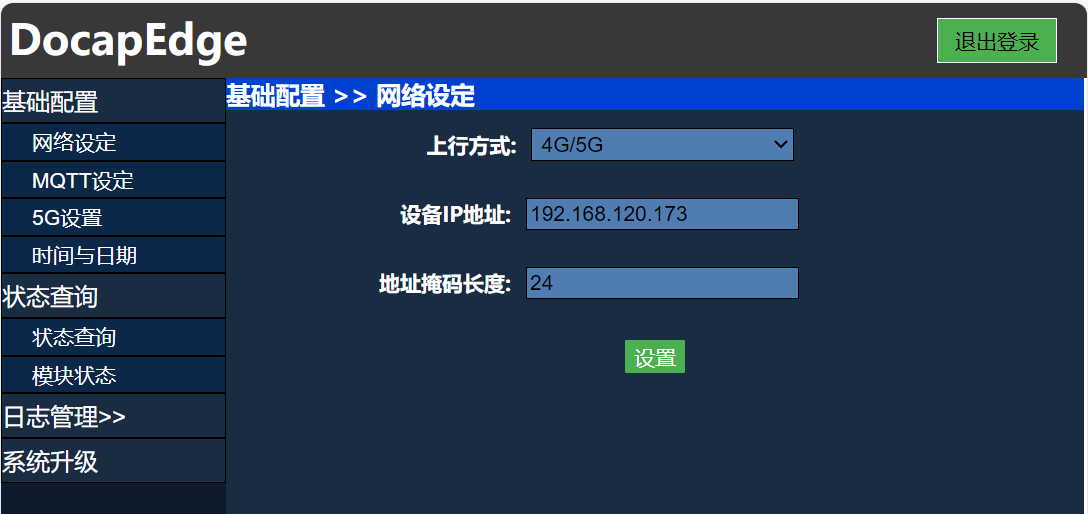 DocapEdge
退出登录
基础配置
网络设定
MQTT设定
5G设置
时间与日期
状态查询
状态查询
模块状态
日志管理>>
系统升级
基础配置 >> 网络设定
上行方式: 4G/5G
设备IP地址: 192.168.120.173
地址掩码长度: 24
设置